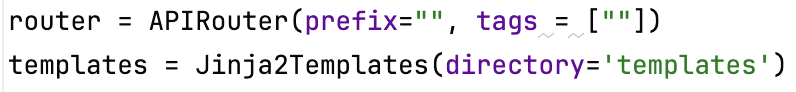 router = APIRouter(prefix="", tags = [""])
templates = Jinja2Templates(directory='templates')